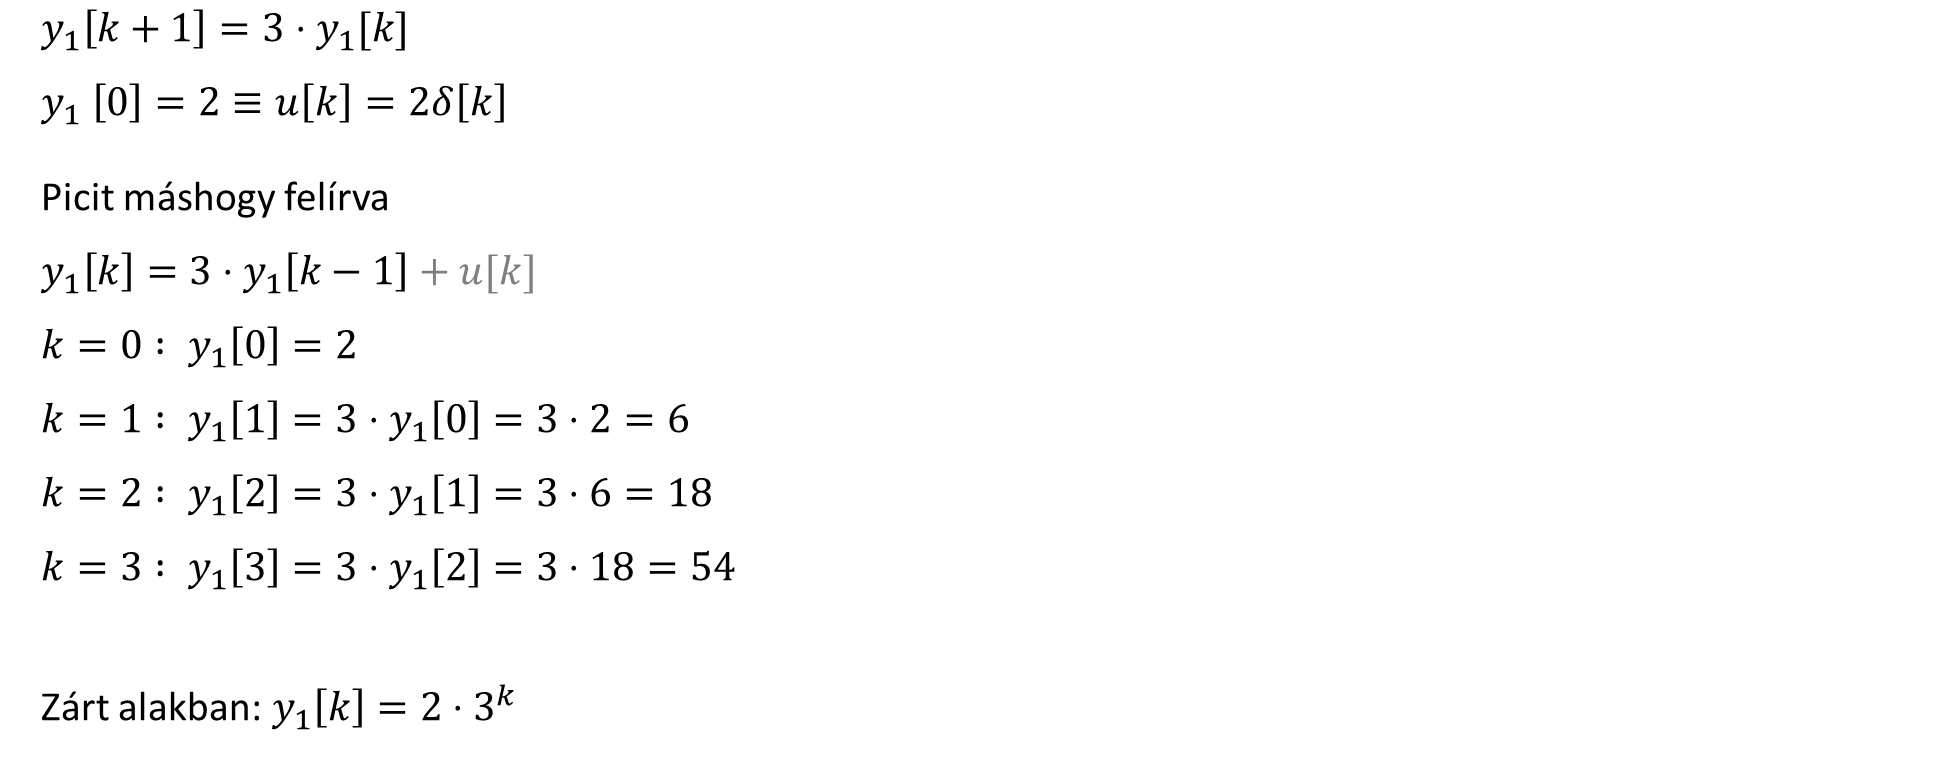 y₁[k + 1] = 3 · y₁[k]
y₁ [0] = 2 ≡ u[k] = 2δ[k]
Picit máshogy felírva
y₁[k] = 3 · y₁[k − 1] + u[k]
k = 0 : y₁[0] = 2
k = 1 : y₁[1] = 3 · y₁[0] = 3 · 2 = 6
k = 2 : y₁[2] = 3 · y₁[1] = 3 · 6 = 18
k = 3 : y₁[3] = 3 · y₁[2] = 3 · 18 = 54
Zárt alakban: y₁[k] = 2 · 3ᵏ